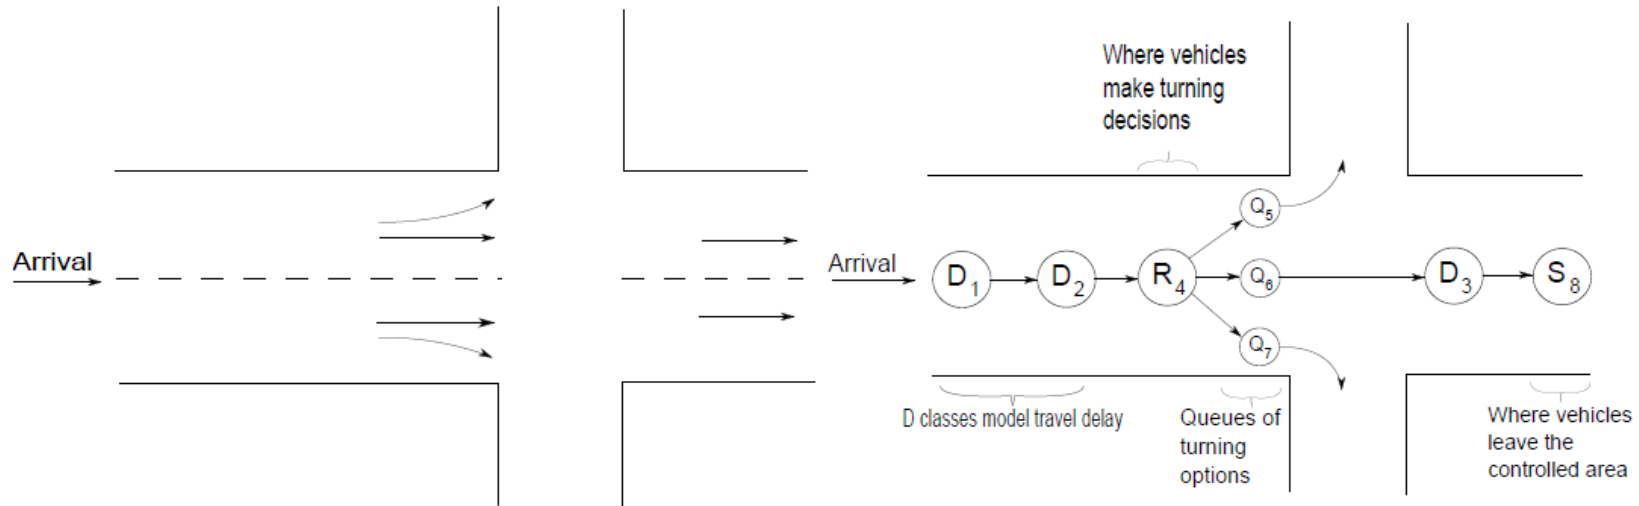 Arrival
Where vehicles
make turning
decisions
Arrival
D1
D2
R4
Q5
Q6
Q7
D3
S8
D classes model travel delay
Queues of
turning
options
Where vehicles
leave the
controlled area